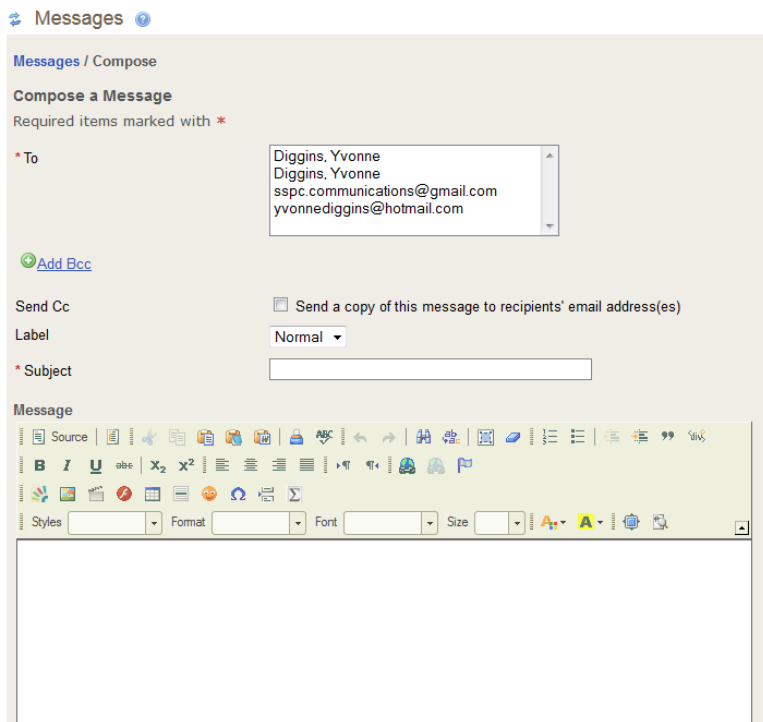 Messages ?
Messages / Compose
Compose a Message
Required items marked with *
* To
Diggins, Yvonne
Diggins, Yvonne
sspc.communications@gmail.com
yvonnediggins@hotmail.com
Add Bcc
Send Cc Send a copy of this message to recipients' email address(es)
Label Normal
* Subject
Message
Source ABC
B I U abc X₂ X² ¶ ¶
Ω Σ
Styles Format Font Size A A